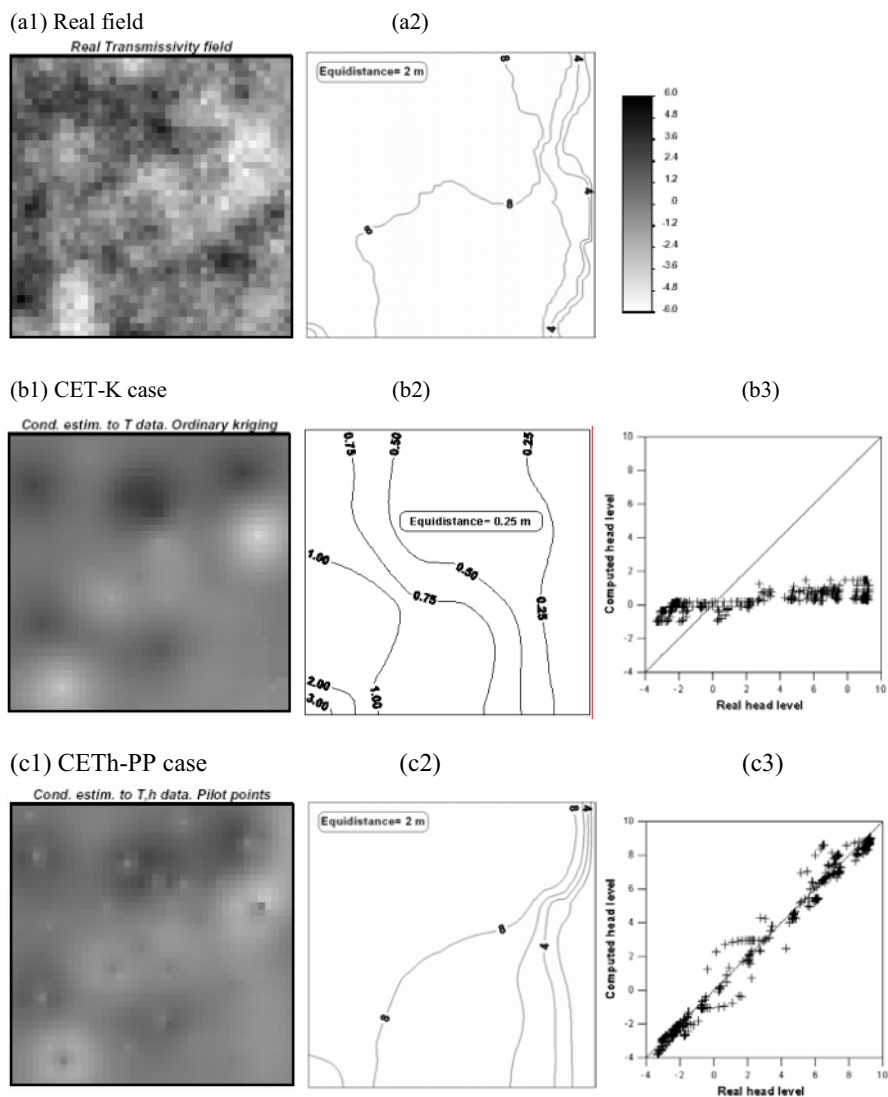 (a1) Real field
(a2)
Real Transmissivity field
Equidistance= 2 m
8
4
8
8
4
4
6.0
4.8
3.6
2.4
1.2
.0
-1.2
-2.4
-3.6
-4.8
-6.0
(b1) CET-K case
(b2)
(b3)
Cond. estim. to T data. Ordinary kriging
0.75
0.50
0.25
Equidistance= 0.25 m
1.00
0.50
0.75
0.25
2.00
3.00
1.00
10
8
6
4
2
0
-2
-4
Computed head level
-4 -2 0 2 4 6 8 10
Real head level
(c1) CETh-PP case
(c2)
(c3)
Cond. estim. to T,h data. Pilot points
Equidistance= 2 m
8
4
8
4
8
10
8
6
4
2
0
-2
-4
Computed head level
-4 -2 0 2 4 6 8 10
Real head level